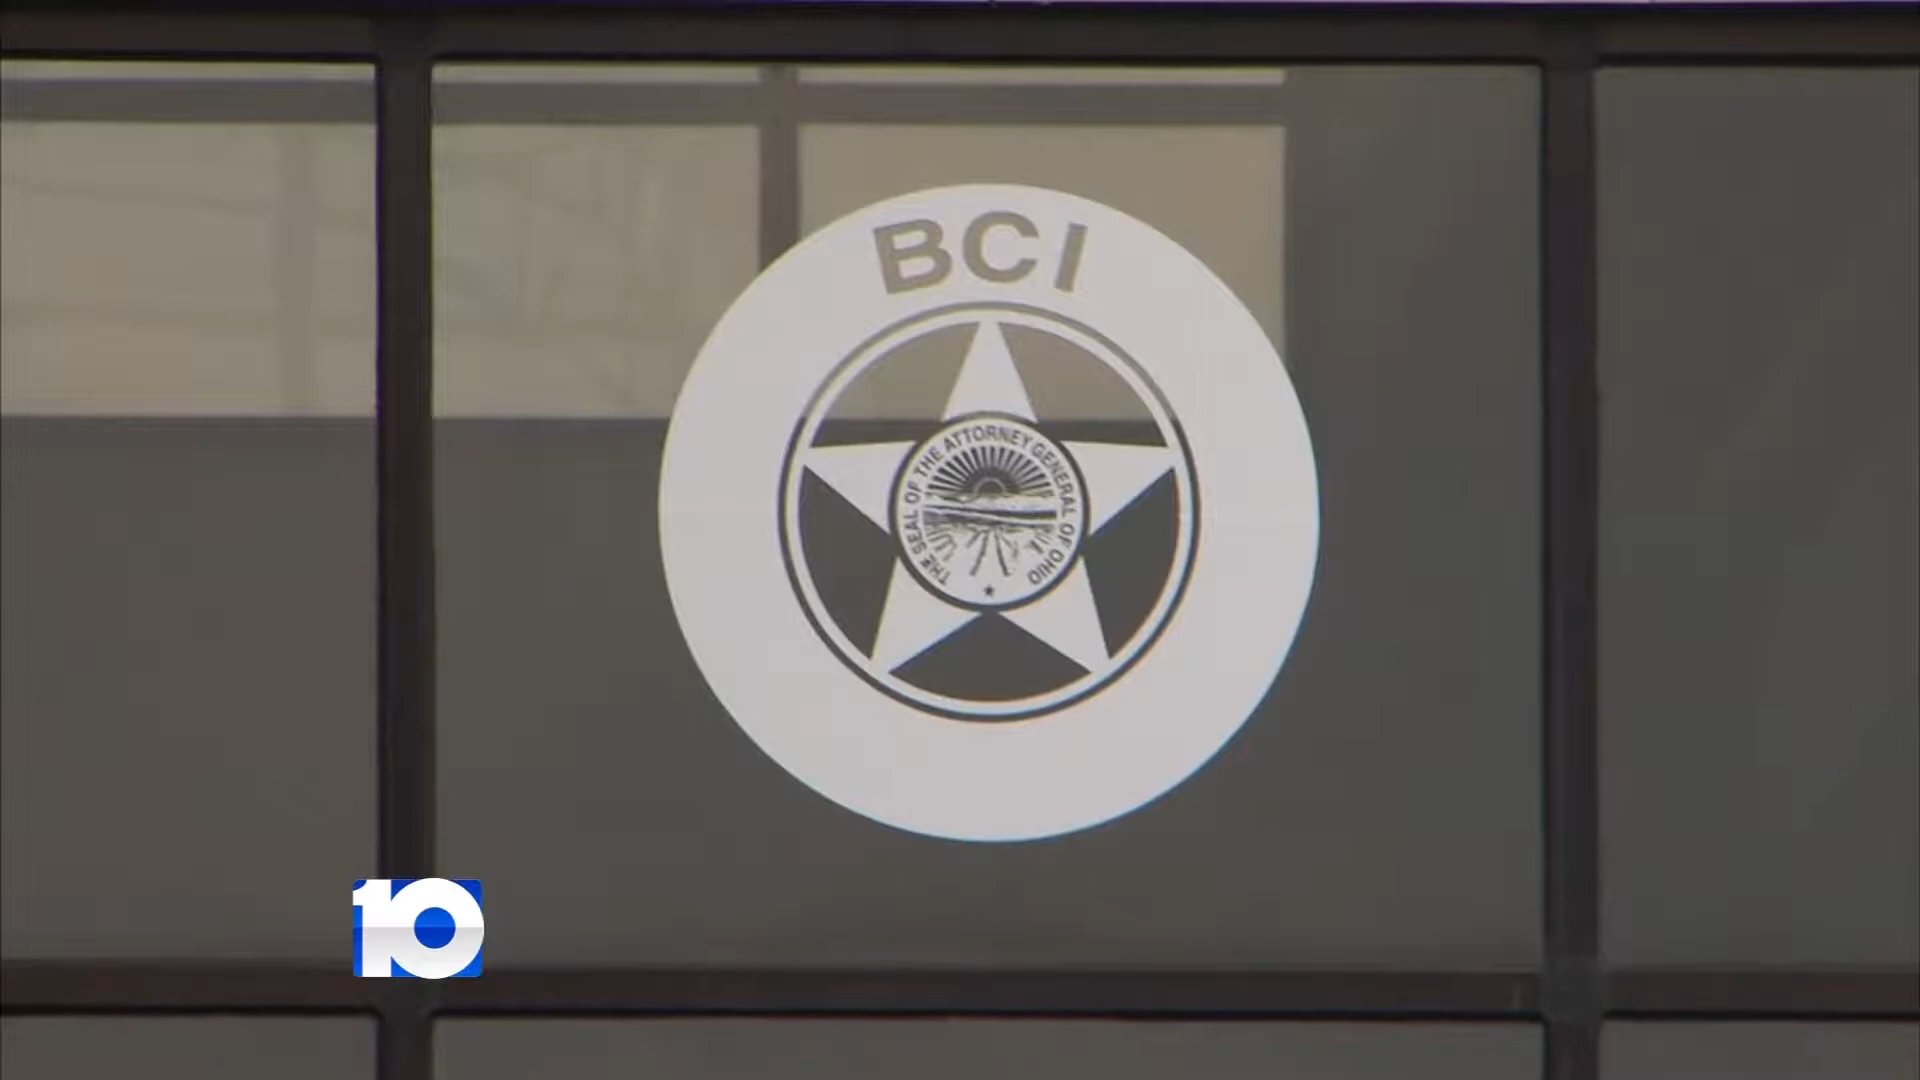 BCI
THE SEAL OF THE ATTORNEY GENERAL OF OHIO
10